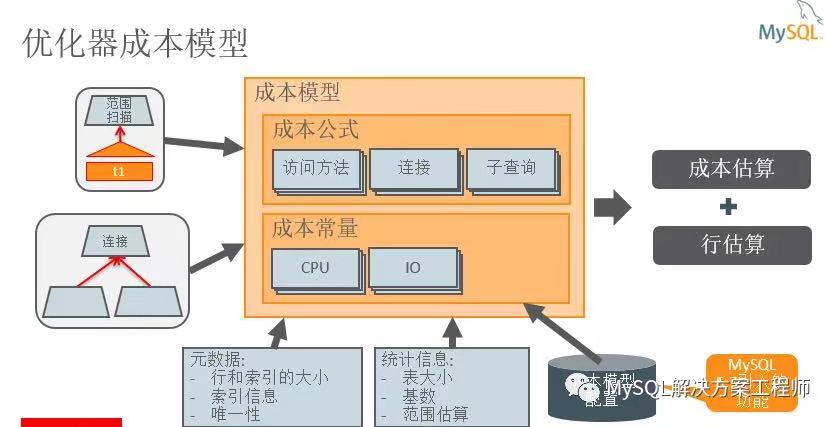 优化器成本模型
MySQL
范围
扫描
t1
连接
成本模型
成本公式
访问方法
连接
子查询
成本常量
CPU
IO
成本估算
+
行估算
元数据:
- 行和索引的大小
- 索引信息
- 唯一性
统计信息:
- 表大小
- 基数
- 范围估算
本模型
配置
MySQL
功能
MySQL解决方案工程师